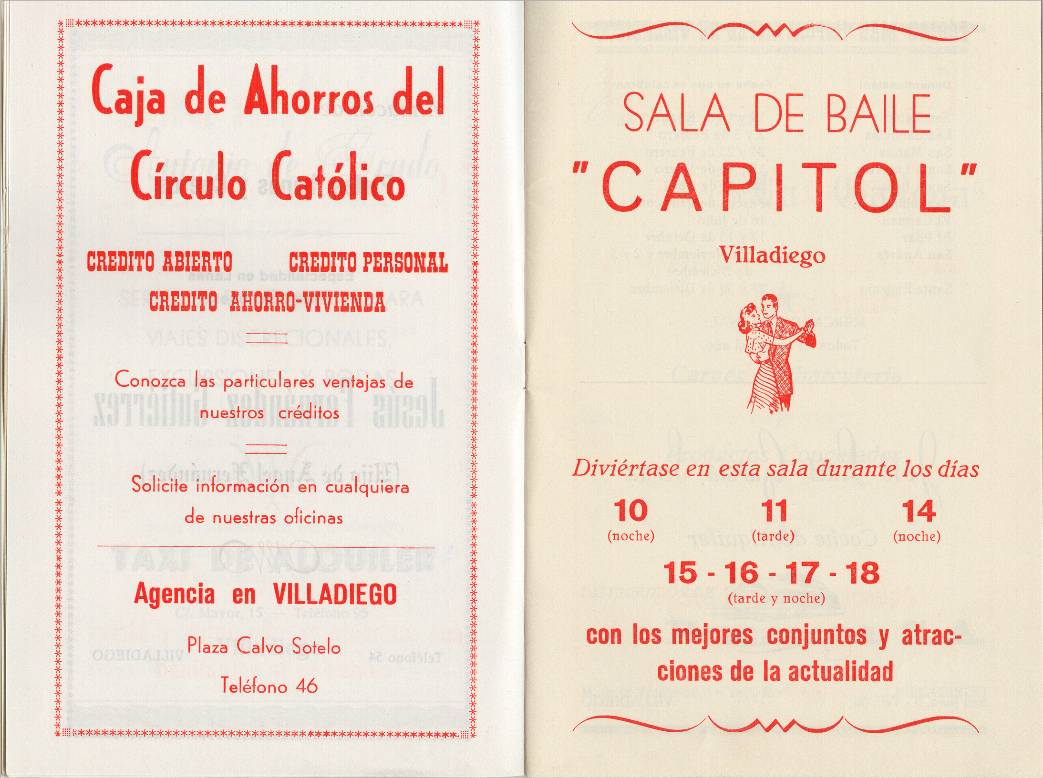 Caja de Ahorros del
Círculo Católico
CREDITO ABIERTO CREDITO PERSONAL
CREDITO AHORRO-VIVIENDA
Conozca las particulares ventajas de
nuestros créditos
Solicite información en cualquiera
de nuestras oficinas
Agencia en VILLADIEGO
Plaza Calvo Sotelo
Teléfono 46
SALA DE BAILE
"CAPITOL"
Villadiego
Diviértase en esta sala durante los días
10 11 14
(noche) (tarde) (noche)
15 - 16 - 17 - 18
(tarde y noche)
con los mejores conjuntos y atrac-
ciones de la actualidad